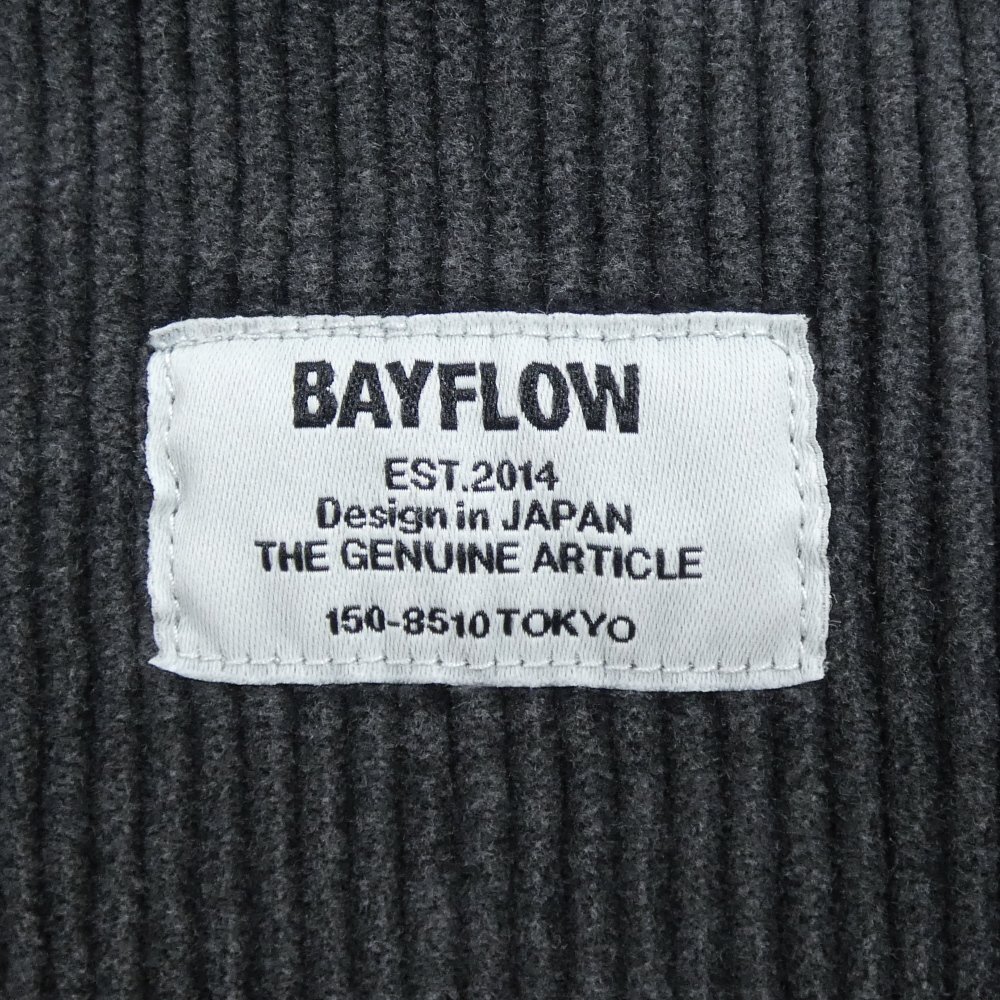 BAYFLOW
EST.2014
Design in JAPAN
THE GENUINE ARTICLE
150-8510 TOKYO